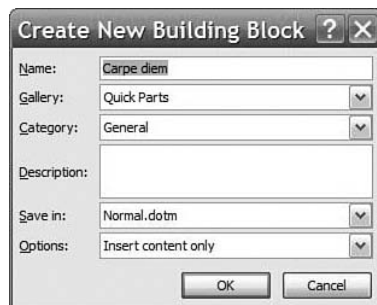 Create New Building Block ? X
Name: Carpe diem
Gallery: Quick Parts
Category: General
Description:
Save in: Normal.dotm
Options: Insert content only
OK Cancel